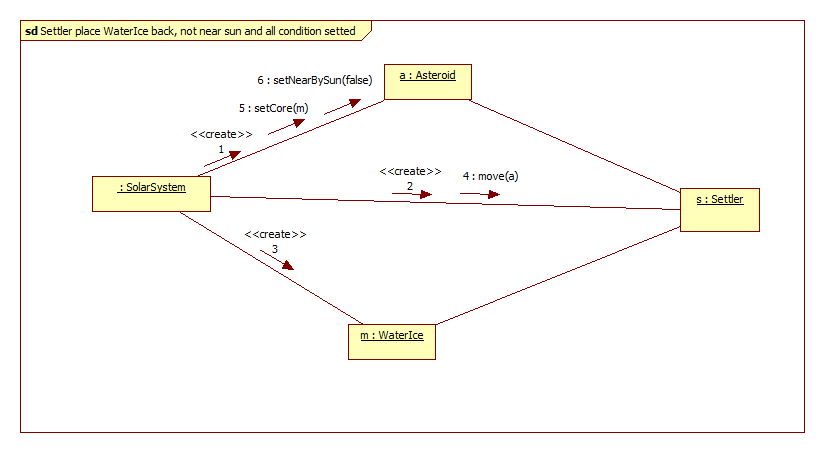 sd Settler place WaterIce back, not near sun and all condition setted
6 : setNearBySun(false)
a : Asteroid
5 : setCore(m)
<<create>>
1
<<create>>
2
4 : move(a)
: SolarSystem
s : Settler
<<create>>
3
m : WaterIce